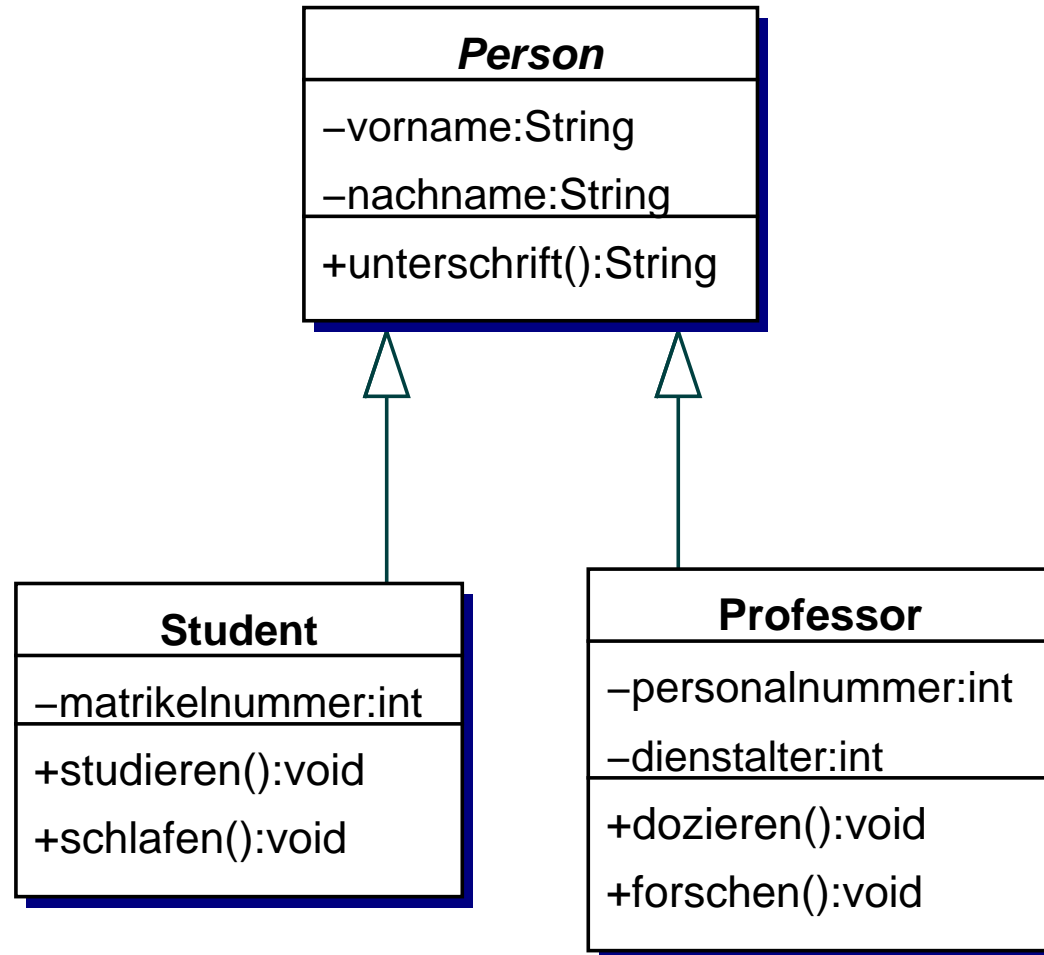 Person
–vorname:String
–nachname:String
+unterschrift():String
Student
–matrikelnummer:int
+studieren():void
+schlafen():void
Professor
–personalnummer:int
–dienstalter:int
+dozieren():void
+forschen():void